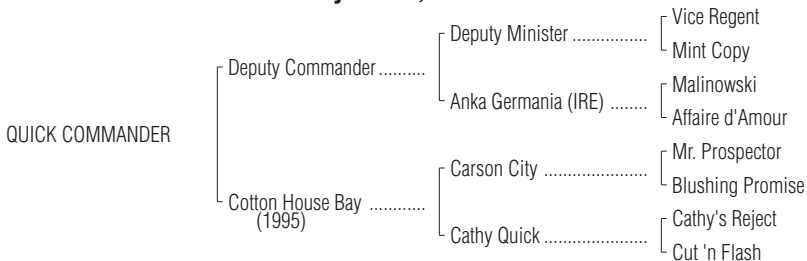 Vice Regent
Deputy Minister ................
Mint Copy
Deputy Commander ..........
Malinowski
Anka Germania (IRE) ........
Affaire d'Amour
QUICK COMMANDER
Mr. Prospector
Carson City ......................
Blushing Promise
Cotton House Bay ............
(1995)
Cathy's Reject
Cathy Quick ......................
Cut 'n Flash